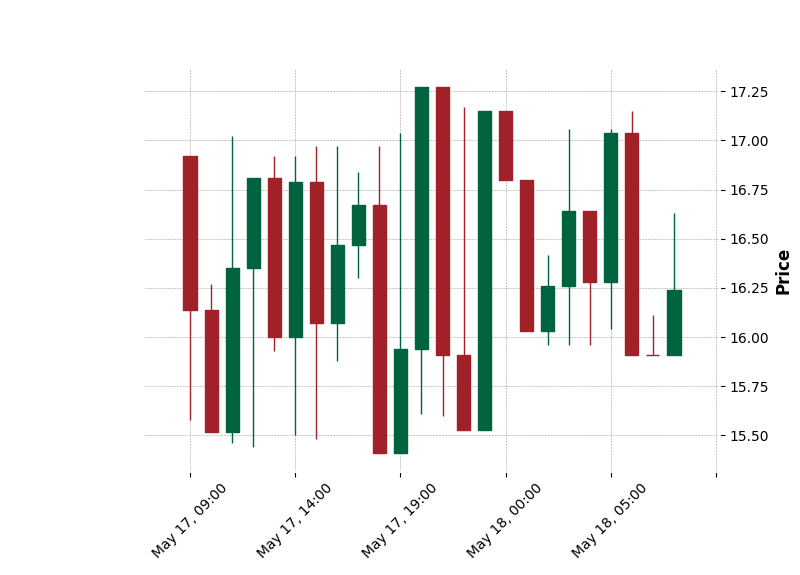 17.25
17.00
16.75
16.50
16.25
16.00
15.75
15.50
Price
May 17, 09:00
May 17, 14:00
May 17, 19:00
May 18, 00:00
May 18, 05:00